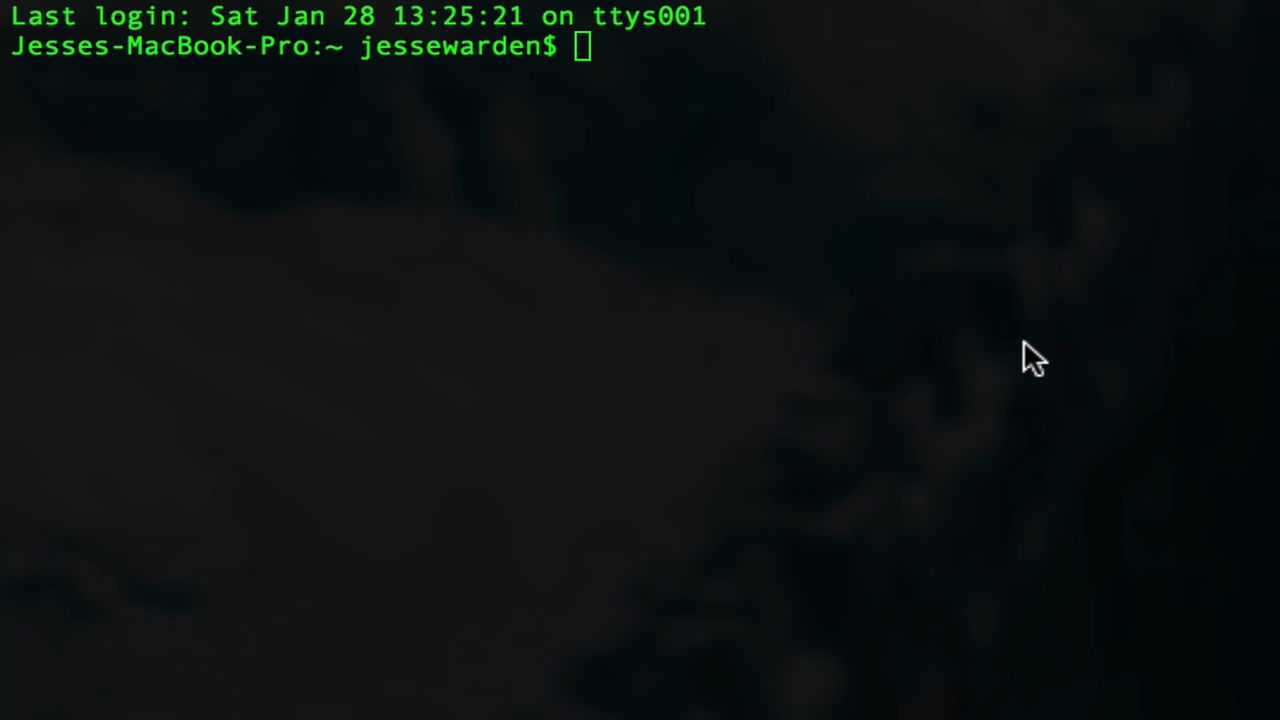 Last login: Sat Jan 28 13:25:21 on ttys001
Jesses-MacBook-Pro:~ jessewarden$